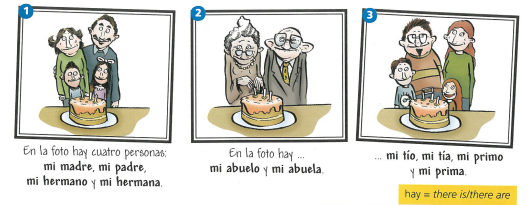 1
En la foto hay cuatro personas:
mi madre, mi padre,
mi hermano y mi hermana.
2
En la foto hay ...
mi abuelo y mi abuela.
3
... mi tío, mi tía, mi primo
y mi prima.
hay = there is/there are